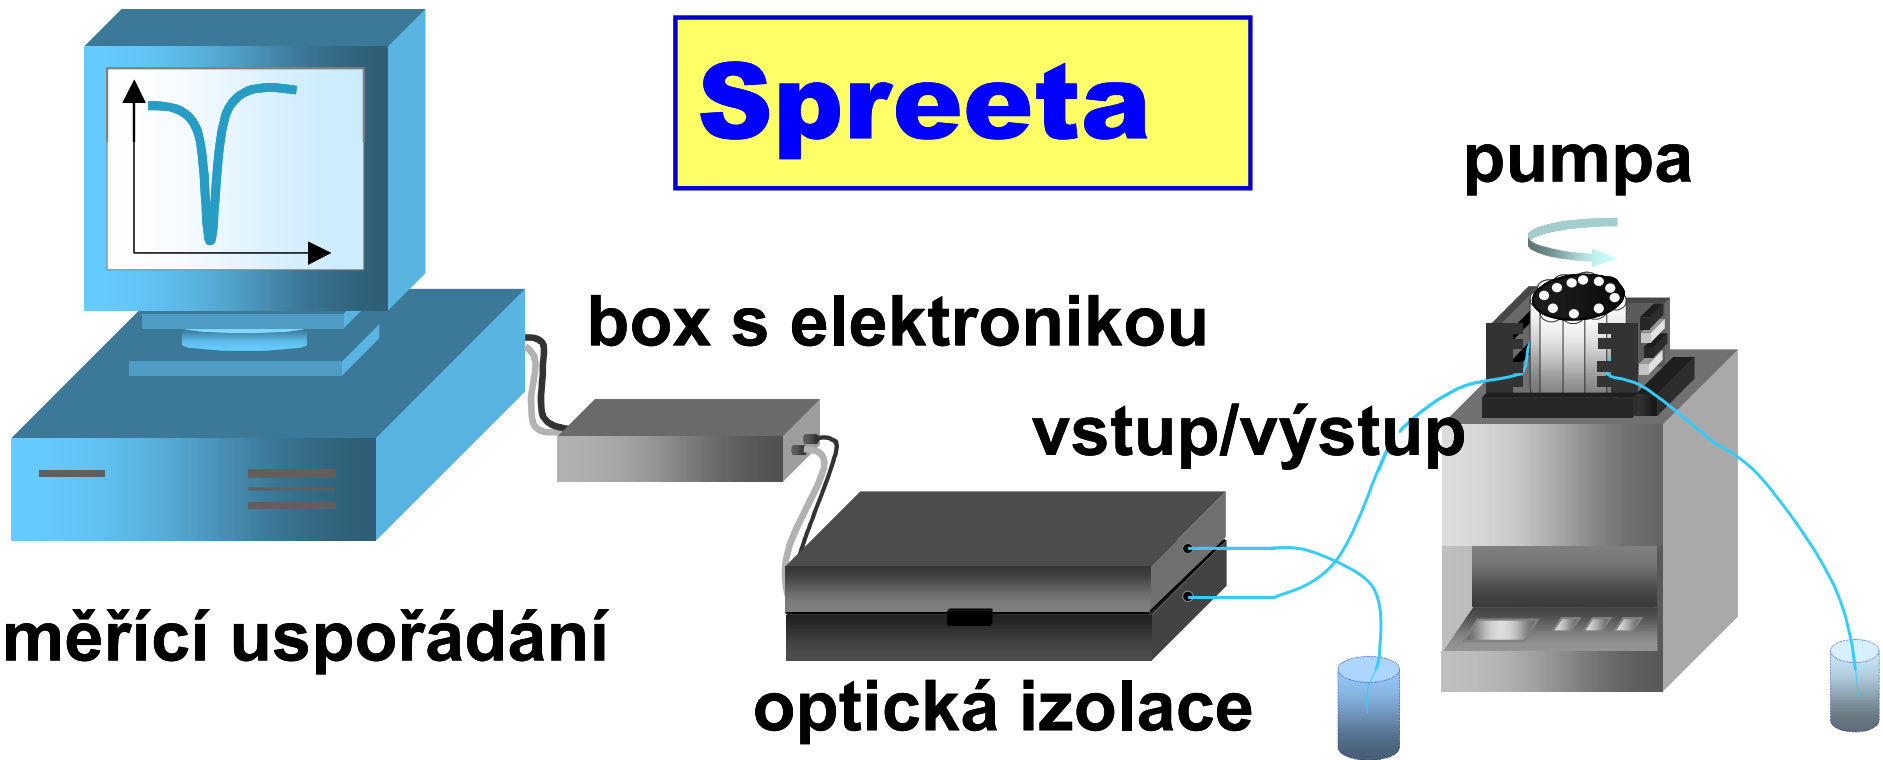 Spreeta
pumpa
box s elektronikou
vstup/výstup
měřící uspořádání
optická izolace